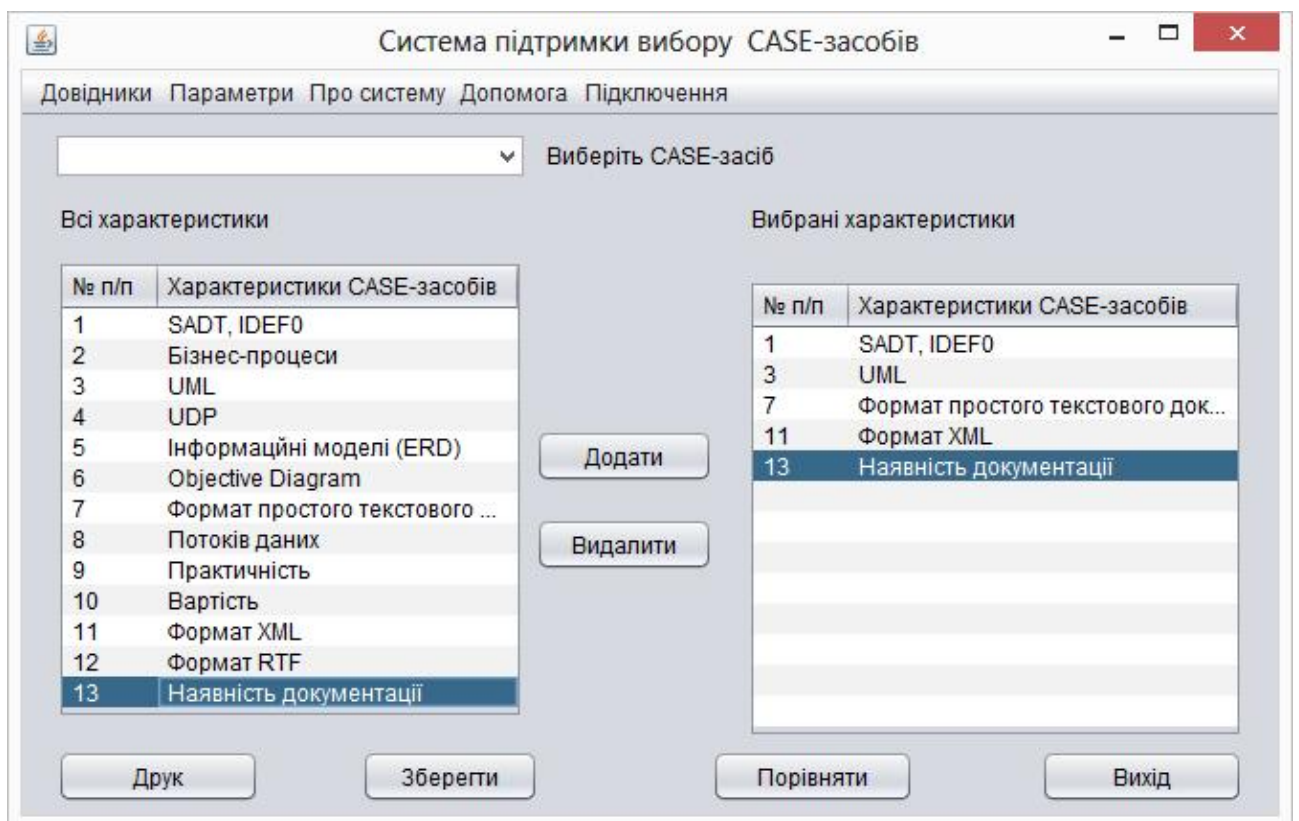 Система підтримки вибору CASE-засобів
Довідники Параметри Про систему Допомога Підключення
Виберіть CASE-засіб
Всі характеристики
№ п/п Характеристики CASE-засобів
1 SADT, IDEF0
2 Бізнес-процеси
3 UML
4 UDP
5 Інформаційні моделі (ERD)
6 Objective Diagram
7 Формат простого текстового ...
8 Потоків даних
9 Практичність
10 Вартість
11 Формат XML
12 Формат RTF
13 Наявність документації
Додати
Видалити
Вибрані характеристики
№ п/п Характеристики CASE-засобів
1 SADT, IDEF0
3 UML
7 Формат простого текстового док...
11 Формат XML
13 Наявність документації
Друк
Зберегти
Порівняти
Вихід